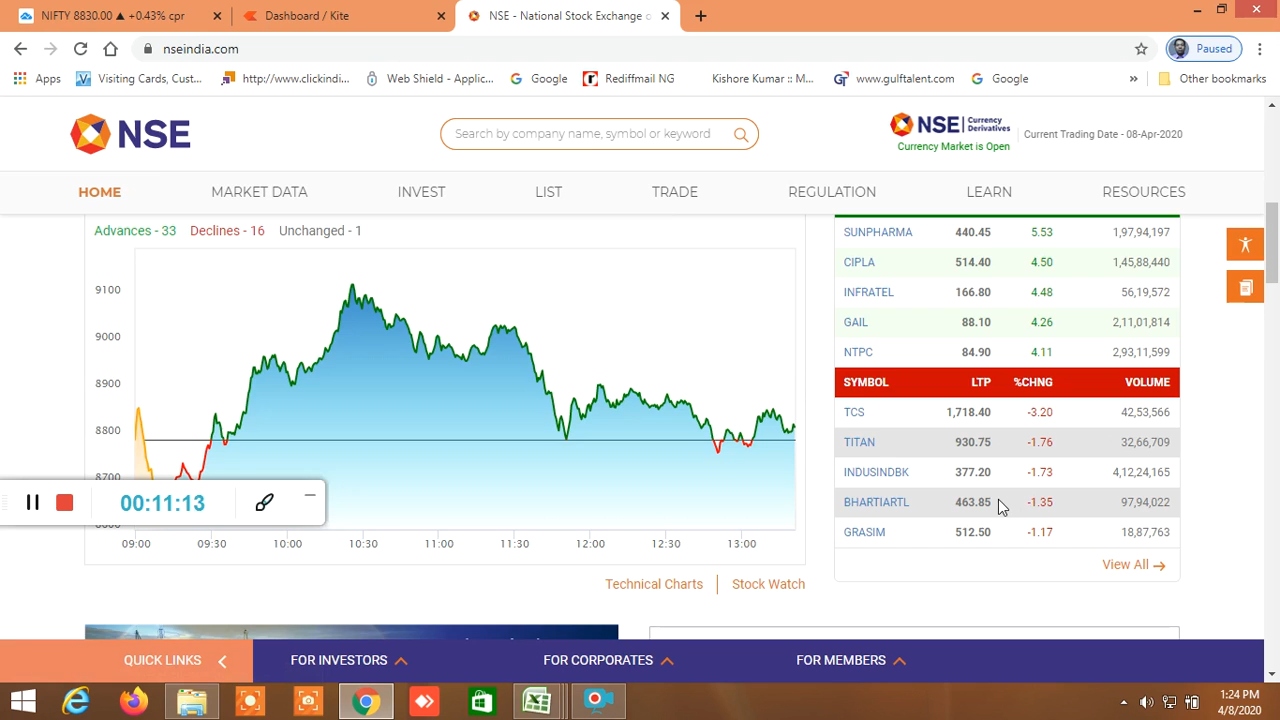 NIFTY 8830.00 ▲ +0.43% cpr
Dashboard / Kite
NSE - National Stock Exchange o
nseindia.com
Paused
Apps
Visiting Cards, Cust...
http://www.clickindi...
Web Shield - Applic...
Google
Rediffmail NG
Kishore Kumar :: M...
www.gulftalent.com
Google
Other bookmarks
NSE
Search by company name, symbol or keyword
NSE Currency Derivatives
Currency Market is Open
Current Trading Date - 08-Apr-2020
HOME MARKET DATA INVEST LIST TRADE REGULATION LEARN RESOURCES
Advances - 33 Declines - 16 Unchanged - 1
9100
9000
8900
8800
8700
09:00 09:30 10:00 10:30 11:00 11:30 12:00 12:30 13:00
Technical Charts Stock Watch
SUNPHARMA 440.45 5.53 1,97,94,197
CIPLA 514.40 4.50 1,45,88,440
INFRATEL 166.80 4.48 56,19,572
GAIL 88.10 4.26 2,11,01,814
NTPC 84.90 4.11 2,93,11,599
SYMBOL LTP %CHNG VOLUME
TCS 1,718.40 -3.20 42,53,566
TITAN 930.75 -1.76 32,66,709
INDUSINDBK 377.20 -1.73 4,12,24,165
BHARTIARTL 463.85 -1.35 97,94,022
GRASIM 512.50 -1.17 18,87,763
View All
00:11:13
QUICK LINKS FOR INVESTORS FOR CORPORATES FOR MEMBERS
1:24 PM
4/8/2020